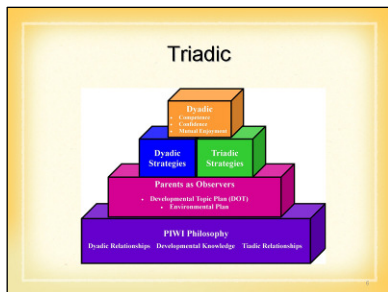 Triadic
Dyadic
• Competence
• Confidence
• Mutual Enjoyment
Dyadic
Strategies
Triadic
Strategies
Parents as Observers
• Developmental Topic Plan (DOT)
• Environmental Plan
PIWI Philosophy
Dyadic Relationships Developmental Knowledge Tiadic Relationships